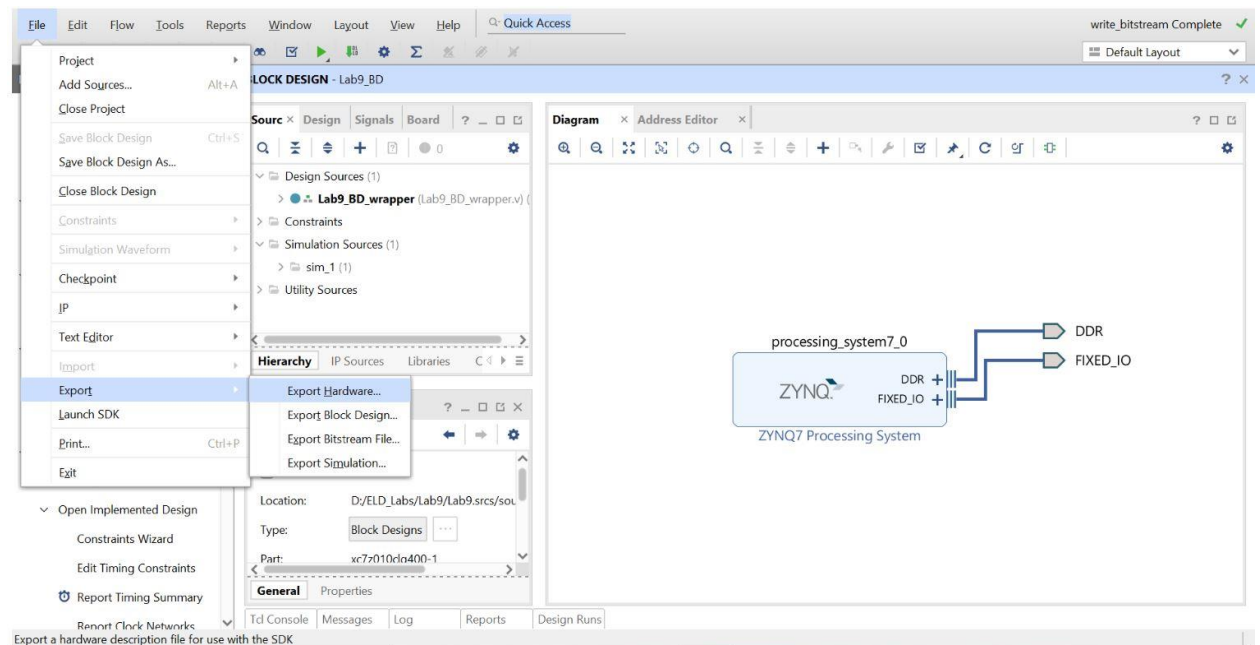 File Edit Flow Tools Reports Window Layout View Help Quick Access write_bitstream Complete
Default Layout
Project
Add Sources... Alt+A
Close Project
Save Block Design Ctrl+S
Save Block Design As...
Close Block Design
Constraints
Simulation Waveform
Checkpoint
IP
Text Editor
Import
Export
Launch SDK
Print... Ctrl+P
Exit
Export Hardware...
Export Block Design...
Export Bitstream File...
Export Simulation...
LOCK DESIGN - Lab9_BD
Sourc Design Signals Board
0
Design Sources (1)
Lab9_BD_wrapper (Lab9_BD_wrapper.v) (
Constraints
Simulation Sources (1)
sim_1 (1)
Utility Sources
Hierarchy IP Sources Libraries C
Location: D:/ELD_Labs/Lab9/Lab9.srcs/sou
Type: Block Designs ...
Part: xc7z010clg400-1
General Properties
Diagram Address Editor
processing_system7_0
ZYNQ.
DDR
FIXED_IO
ZYNQ7 Processing System
DDR
FIXED_IO
Open Implemented Design
Constraints Wizard
Edit Timing Constraints
Report Timing Summary
Report Clock Networks
Tcl Console Messages Log Reports Design Runs
Export a hardware description file for use with the SDK